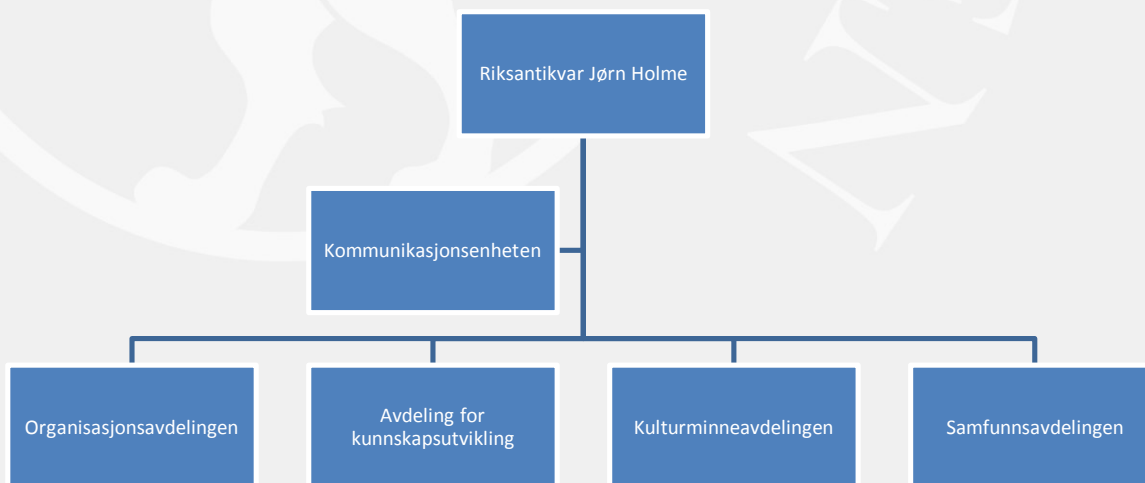 Riksantikvar Jørn Holme
Kommunikasjonsenheten
Organisasjonsavdelingen
Avdeling for
kunnskapsutvikling
Kulturminneavdelingen
Samfunnsavdelingen